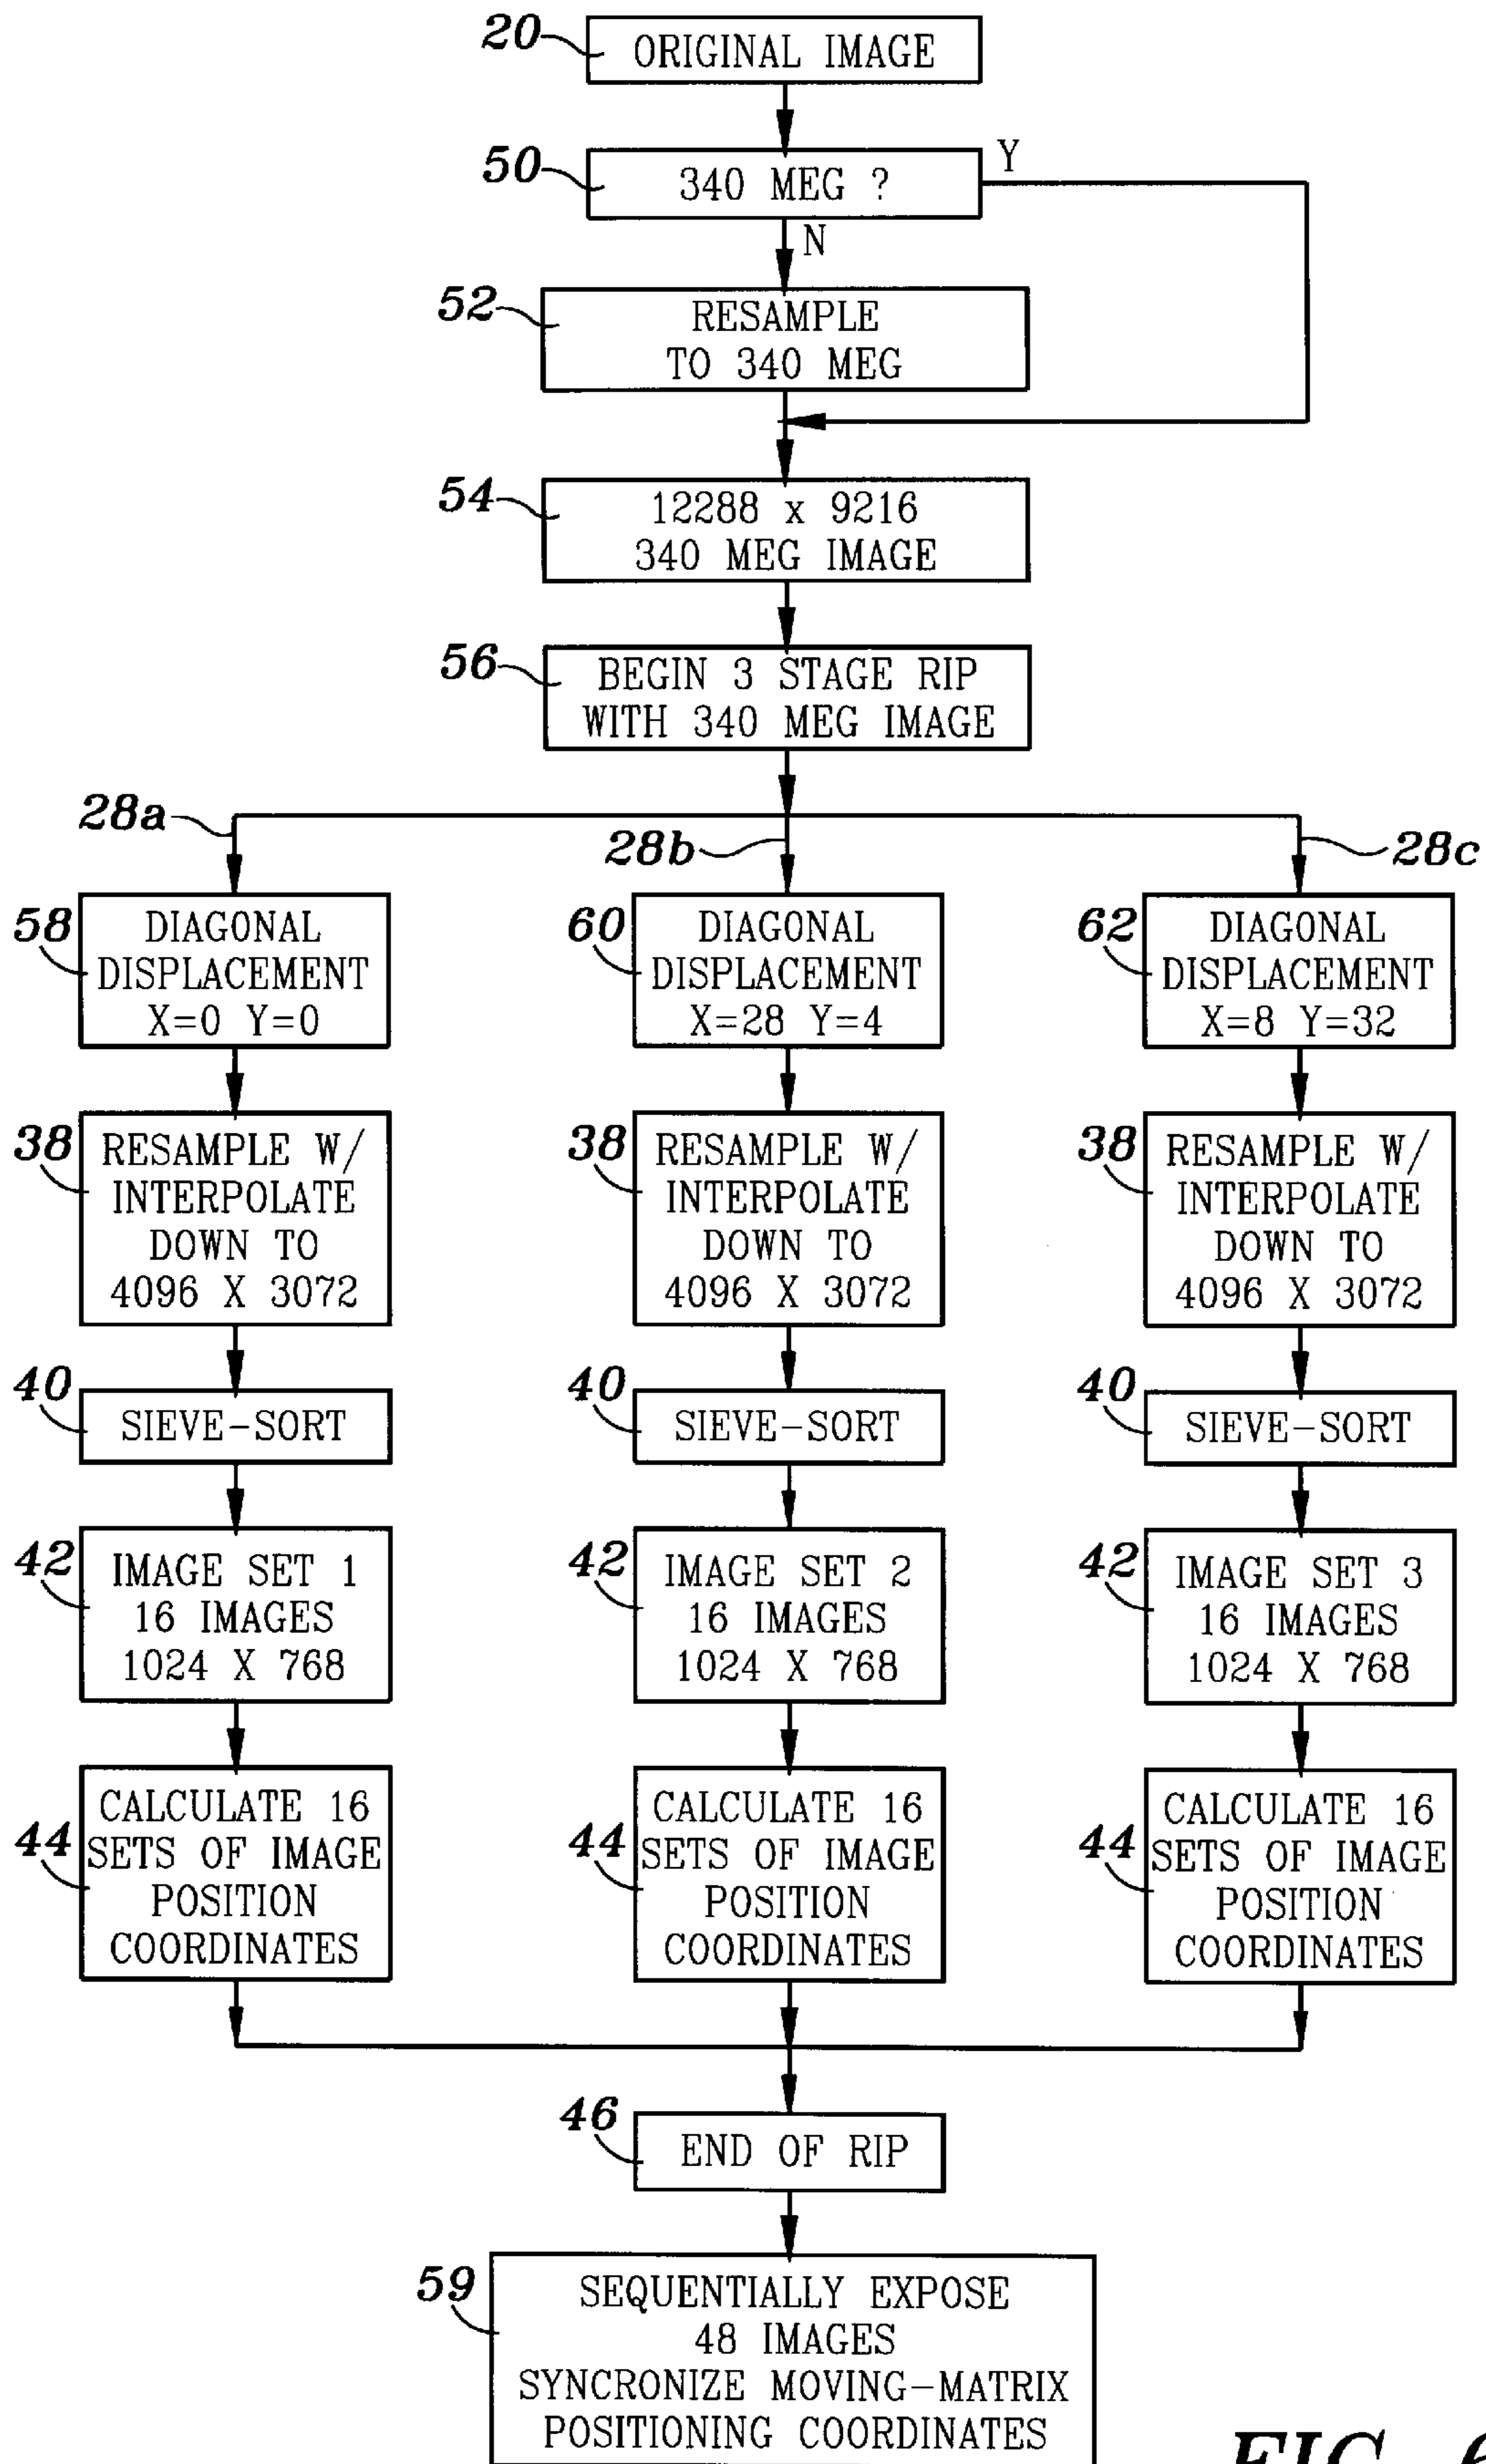 20
ORIGINAL IMAGE
50
340 MEG ?
Y
N
52
RESAMPLE
TO 340 MEG
54
12288 x 9216
340 MEG IMAGE
56
BEGIN 3 STAGE RIP
WITH 340 MEG IMAGE
28a
28b
28c
58
DIAGONAL
DISPLACEMENT
X=0 Y=0
60
DIAGONAL
DISPLACEMENT
X=28 Y=4
62
DIAGONAL
DISPLACEMENT
X=8 Y=32
38
RESAMPLE W/
INTERPOLATE
DOWN TO
4096 X 3072
38
RESAMPLE W/
INTERPOLATE
DOWN TO
4096 X 3072
38
RESAMPLE W/
INTERPOLATE
DOWN TO
4096 X 3072
40
SIEVE-SORT
40
SIEVE-SORT
40
SIEVE-SORT
42
IMAGE SET 1
16 IMAGES
1024 X 768
42
IMAGE SET 2
16 IMAGES
1024 X 768
42
IMAGE SET 3
16 IMAGES
1024 X 768
44
CALCULATE 16
SETS OF IMAGE
POSITION
COORDINATES
44
CALCULATE 16
SETS OF IMAGE
POSITION
COORDINATES
44
CALCULATE 16
SETS OF IMAGE
POSITION
COORDINATES
46
END OF RIP
59
SEQUENTIALLY EXPOSE
48 IMAGES
SYNCRONIZE MOVING-MATRIX
POSITIONING COORDINATES
FIG. 6